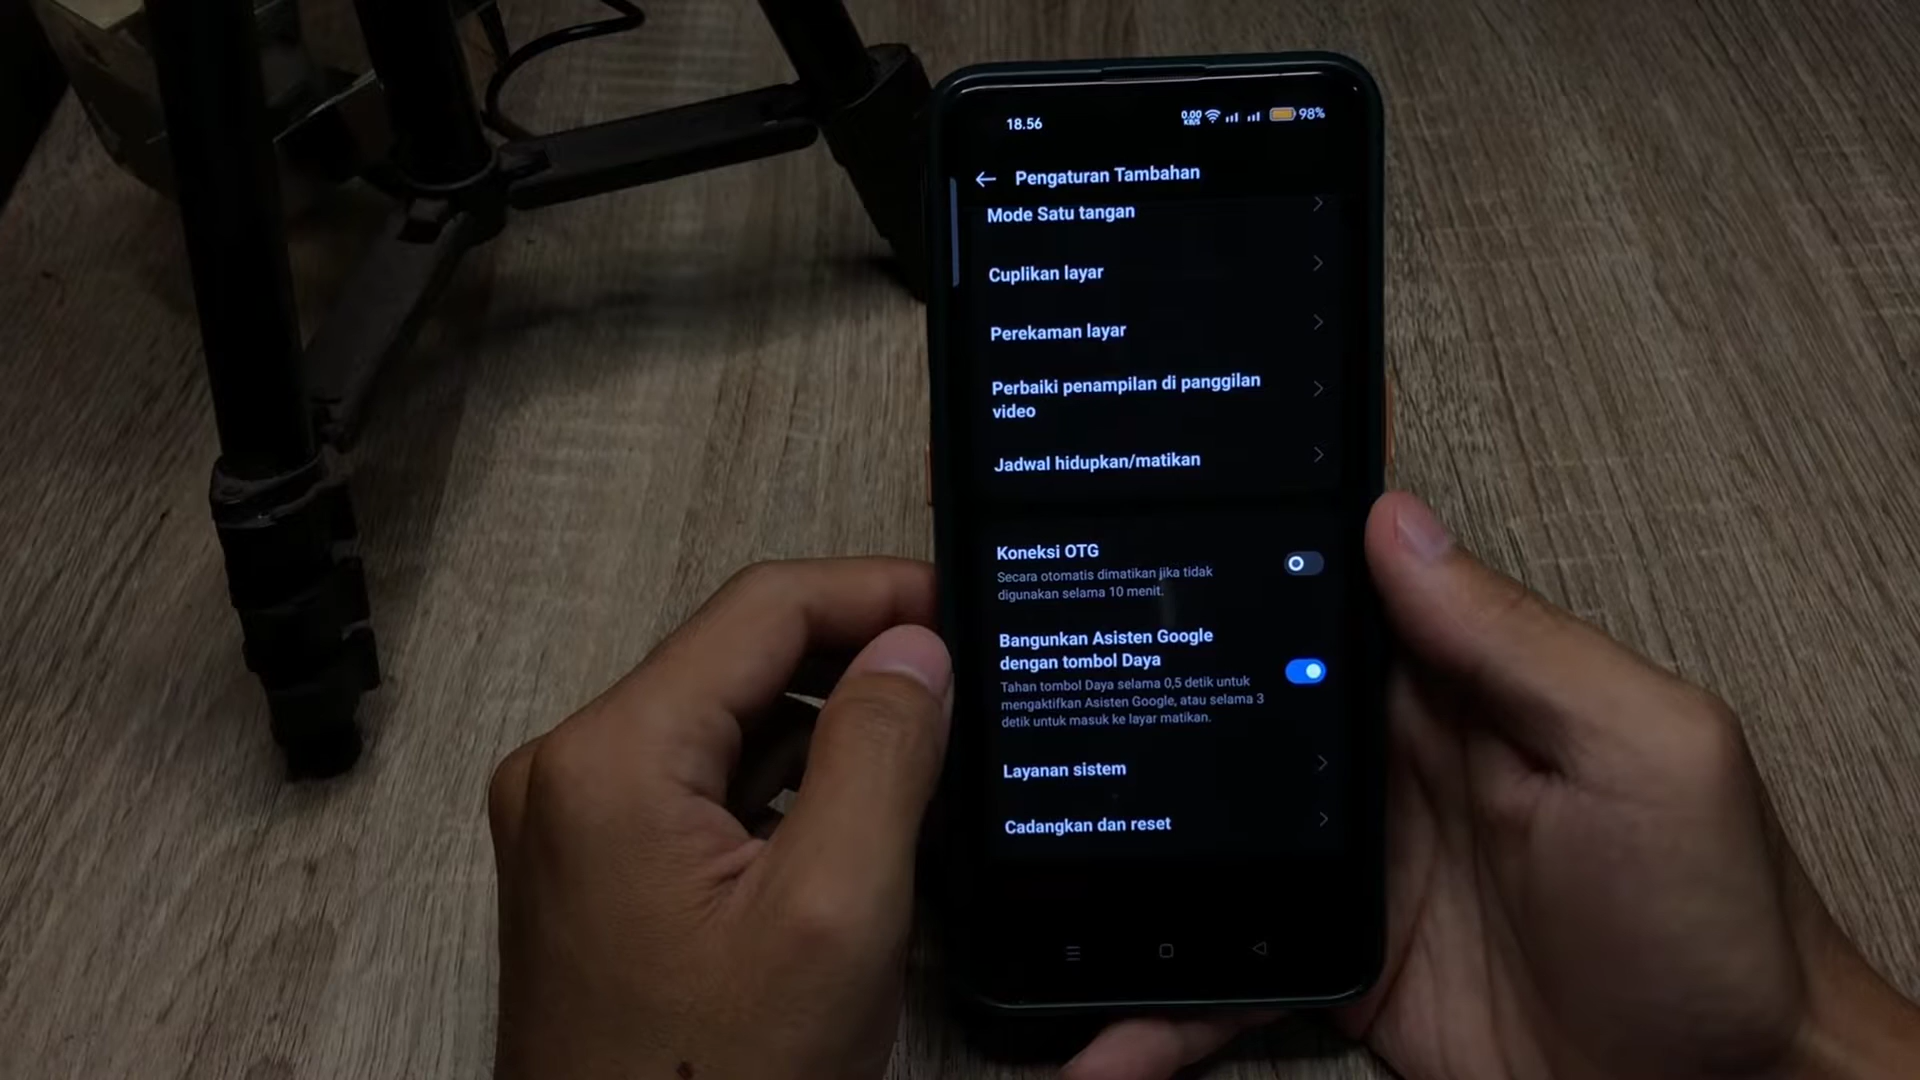 18.56
0.00
KB/S
98%
Pengaturan Tambahan
Mode Satu tangan
Cuplikan layar
Perekaman layar
Perbaiki penampilan di panggilan
video
Jadwal hidupkan/matikan
Koneksi OTG
Secara otomatis dimatikan jika tidak
digunakan selama 10 menit.
Bangunkan Asisten Google
dengan tombol Daya
Tahan tombol Daya selama 0,5 detik untuk
mengaktifkan Asisten Google, atau selama 3
detik untuk masuk ke layar matikan.
Layanan sistem
Cadangkan dan reset